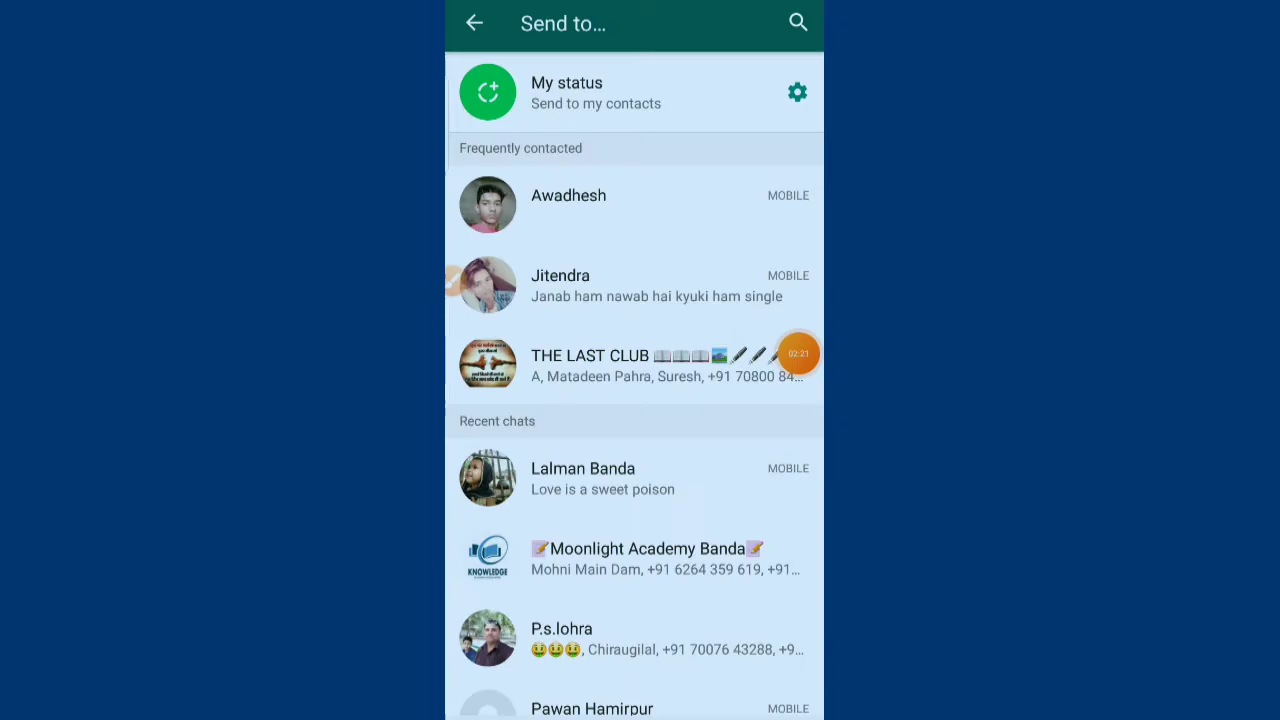 Send to...
My status
Send to my contacts
Frequently contacted
Awadhesh
MOBILE
Jitendra
MOBILE
Janab ham nawab hai kyuki ham single
THE LAST CLUB 📖📖📖🏞️🖊️🖊️
02:21
A, Matadeen Pahra, Suresh, +91 70800 84...
Recent chats
Lalman Banda
MOBILE
Love is a sweet poison
📝Moonlight Academy Banda📝
KNOWLEDGE
Mohni Main Dam, +91 6264 359 619, +91...
P.s.lohra
🤑🤑🤑, Chiraugilal, +91 70076 43288, +9...
Pawan Hamirpur
MOBILE